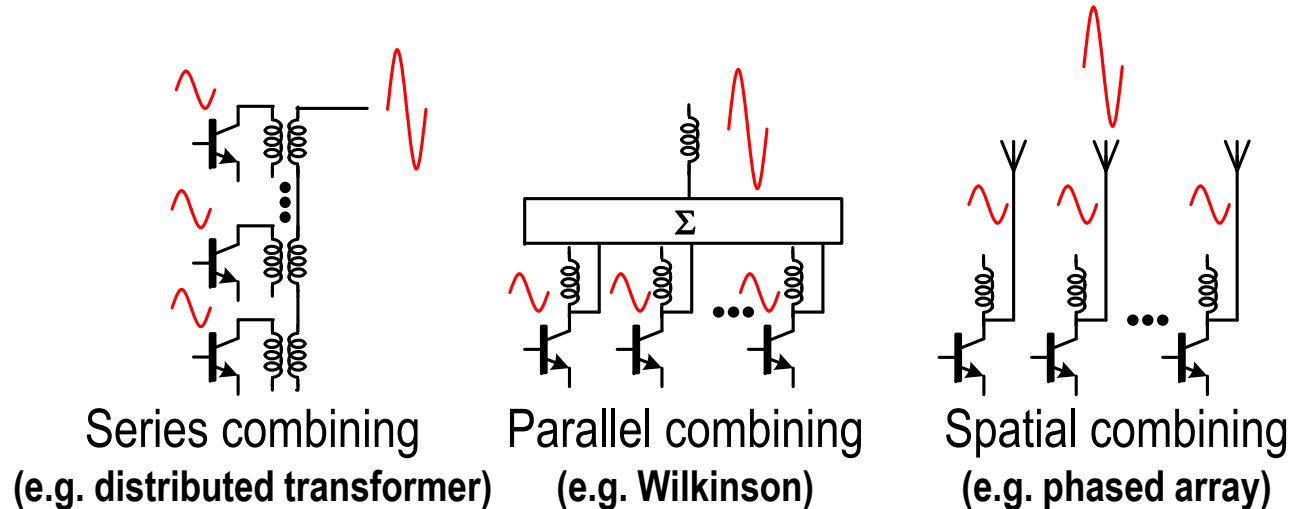 Σ
Series combining
(e.g. distributed transformer)
Parallel combining
(e.g. Wilkinson)
Spatial combining
(e.g. phased array)